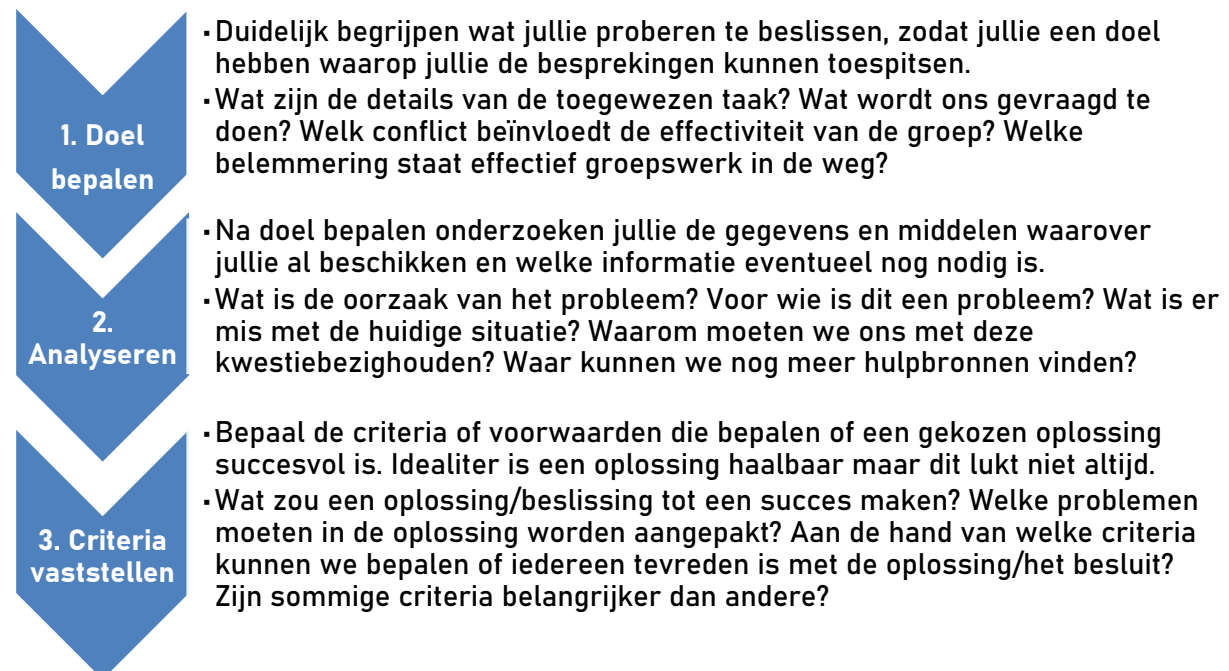 1. Doel
bepalen
▪Duidelijk begrijpen wat jullie proberen te beslissen, zodat jullie een doel
hebben waarop jullie de besprekingen kunnen toespitsen.
▪Wat zijn de details van de toegewezen taak? Wat wordt ons gevraagd te
doen? Welk conflict beïnvloedt de effectiviteit van de groep? Welke
belemmering staat effectief groepswerk in de weg?
2.
Analyseren
▪Na doel bepalen onderzoeken jullie de gegevens en middelen waarover
jullie al beschikken en welke informatie eventueel nog nodig is.
▪Wat is de oorzaak van het probleem? Voor wie is dit een probleem? Wat is er
mis met de huidige situatie? Waarom moeten we ons met deze
kwestiebezighouden? Waar kunnen we nog meer hulpbronnen vinden?
3. Criteria
vaststellen
▪Bepaal de criteria of voorwaarden die bepalen of een gekozen oplossing
succesvol is. Idealiter is een oplossing haalbaar maar dit lukt niet altijd.
▪Wat zou een oplossing/beslissing tot een succes maken? Welke problemen
moeten in de oplossing worden aangepakt? Aan de hand van welke criteria
kunnen we bepalen of iedereen tevreden is met de oplossing/het besluit?
Zijn sommige criteria belangrijker dan andere?